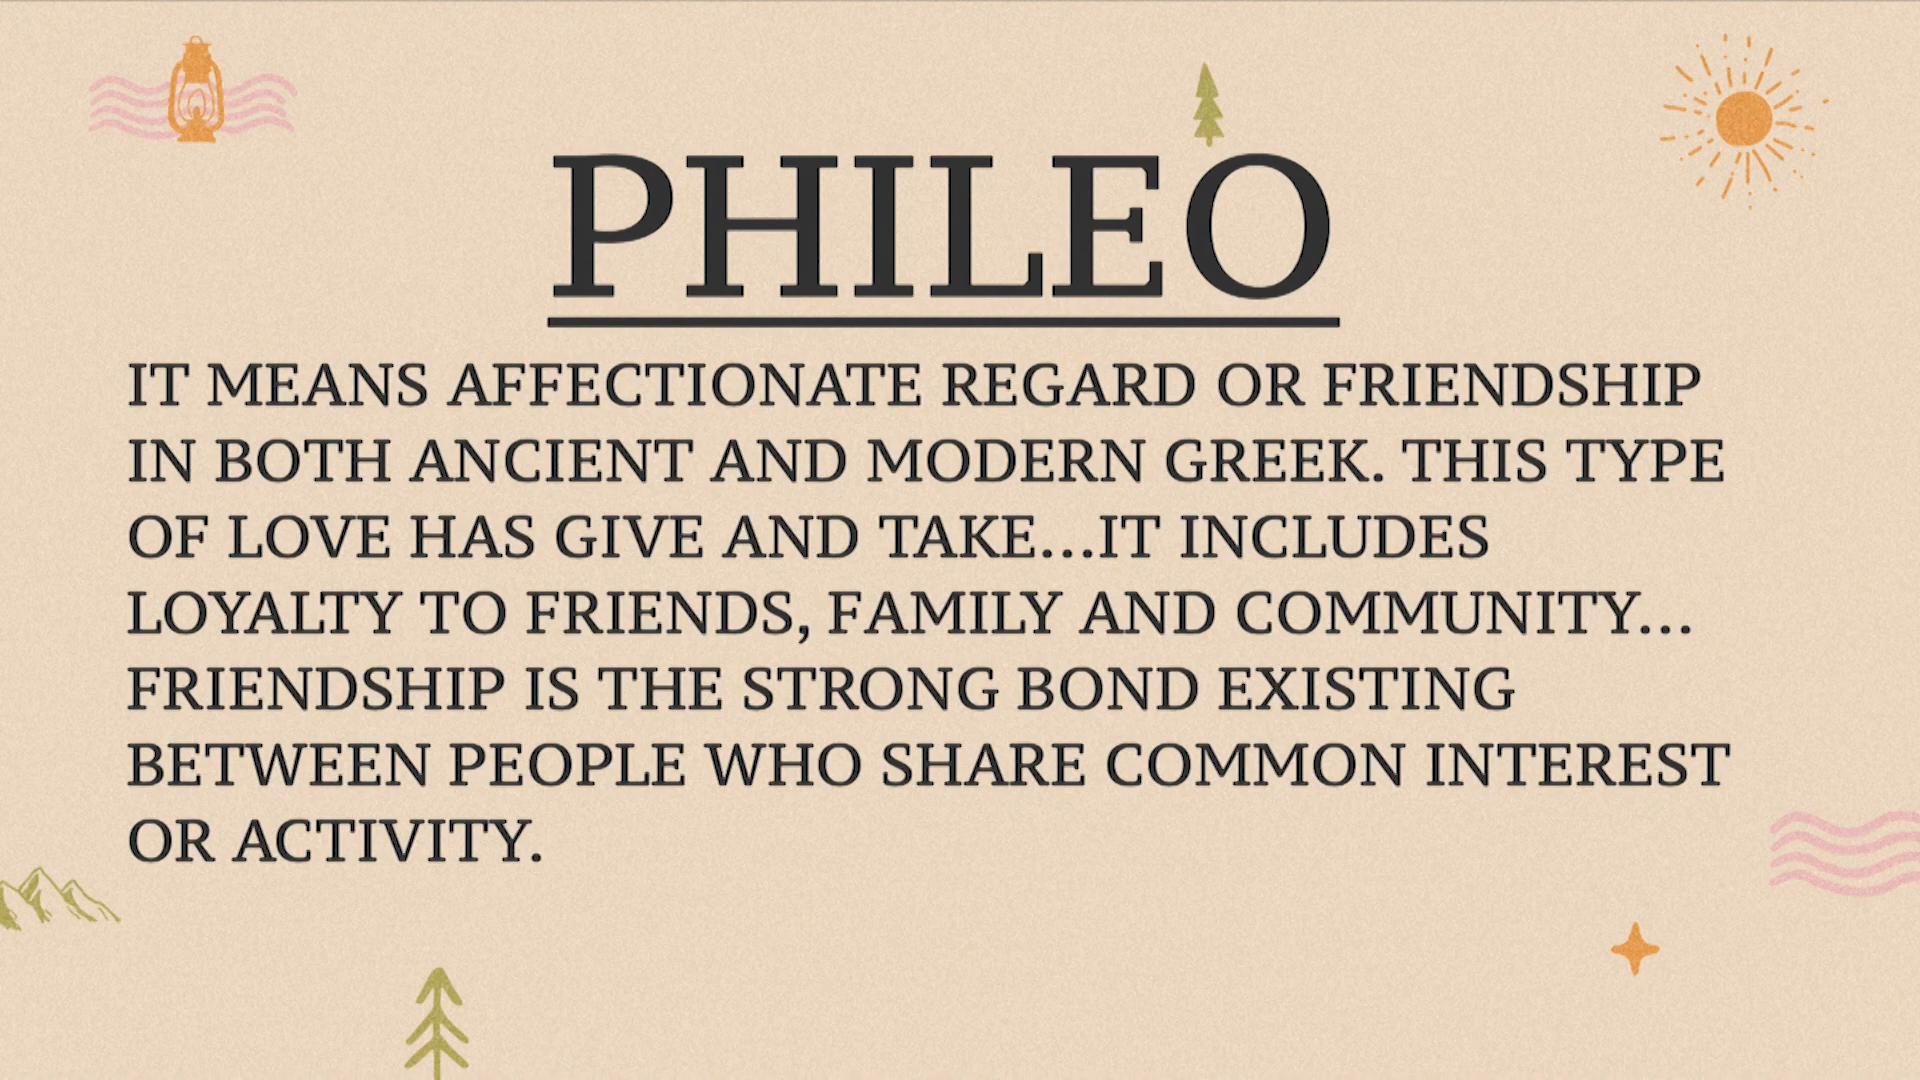 PHILEO
IT MEANS AFFECTIONATE REGARD OR FRIENDSHIP
IN BOTH ANCIENT AND MODERN GREEK. THIS TYPE
OF LOVE HAS GIVE AND TAKE...IT INCLUDES
LOYALTY TO FRIENDS, FAMILY AND COMMUNITY...
FRIENDSHIP IS THE STRONG BOND EXISTING
BETWEEN PEOPLE WHO SHARE COMMON INTEREST
OR ACTIVITY.